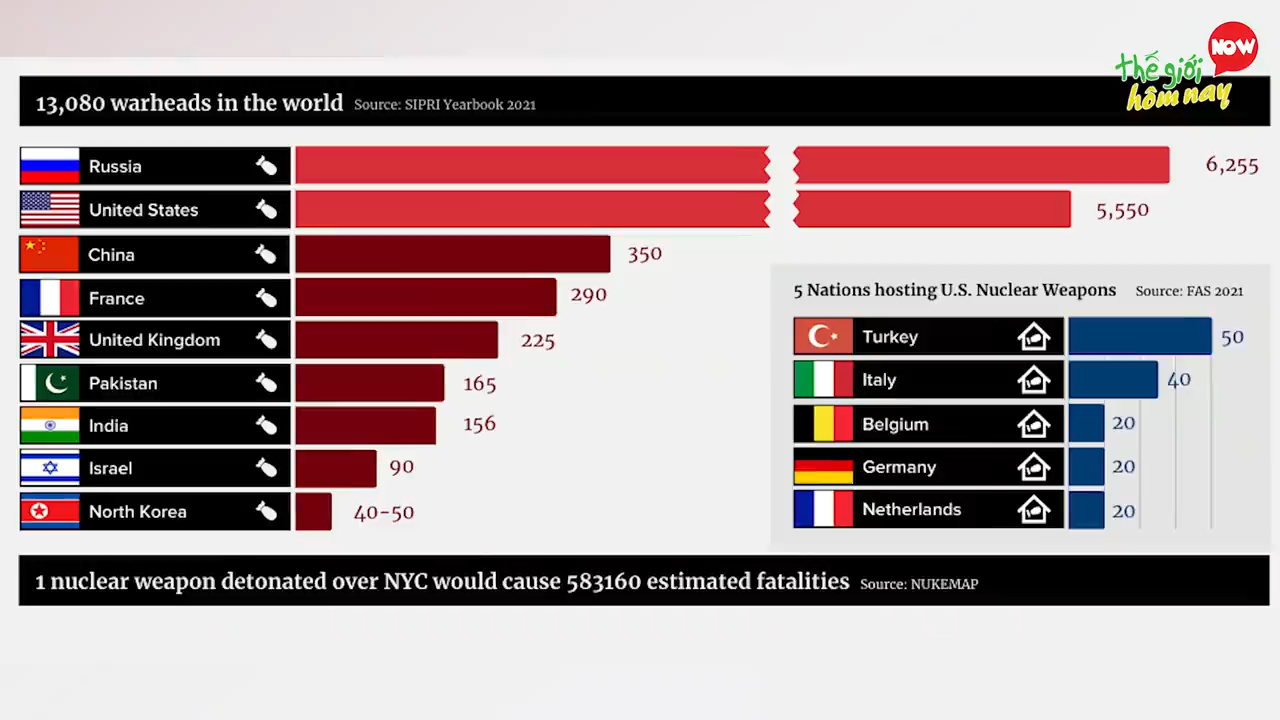 NOW
thế giới
hôm nay
13,080 warheads in the world Source: SIPRI Yearbook 2021
Russia 6,255
United States 5,550
China 350
France 290
United Kingdom 225
Pakistan 165
India 156
Israel 90
North Korea 40-50
5 Nations hosting U.S. Nuclear Weapons Source: FAS 2021
Turkey 50
Italy 40
Belgium 20
Germany 20
Netherlands 20
1 nuclear weapon detonated over NYC would cause 583160 estimated fatalities Source: NUKEMAP